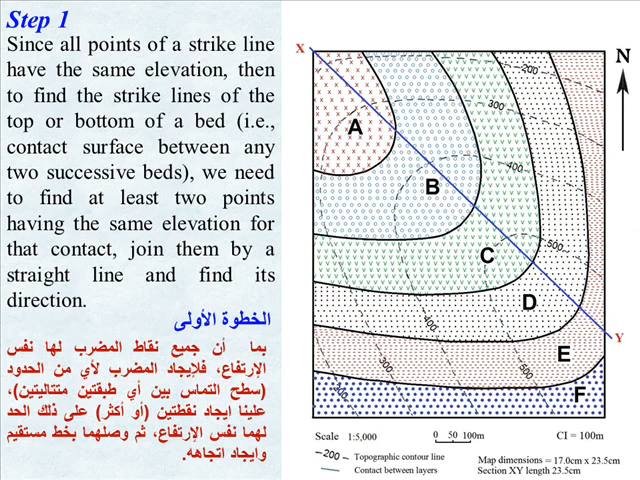 Step 1
Since all points of a strike line
have the same elevation, then
to find the strike lines of the
top or bottom of a bed (i.e.,
contact surface between any
two successive beds), we need
to find at least two points
having the same elevation for
that contact, join them by a
straight line and find its
direction.
الخطوة الأولى
بما أن جميع نقاط المضرب لها نفس
الإرتفاع، فلإيجاد المضرب لأي من الحدود
(سطح التماس بين أي طبقتين متتاليتين)،
علينا ايجاد نقطتين (أو أكثر) على ذلك الحد
لهما نفس الإرتفاع، ثم وصلهما بخط مستقيم
وايجاد اتجاهه.
X
N
200
300
A
400
B
500
C
D
Y
400
E
300
500
200
F
Scale 1:5,000
0 50 100m
CI = 100m
200 Topographic contour line
Contact between layers
Map dimensions = 17.0cm x 23.5cm
Section XY length 23.5cm